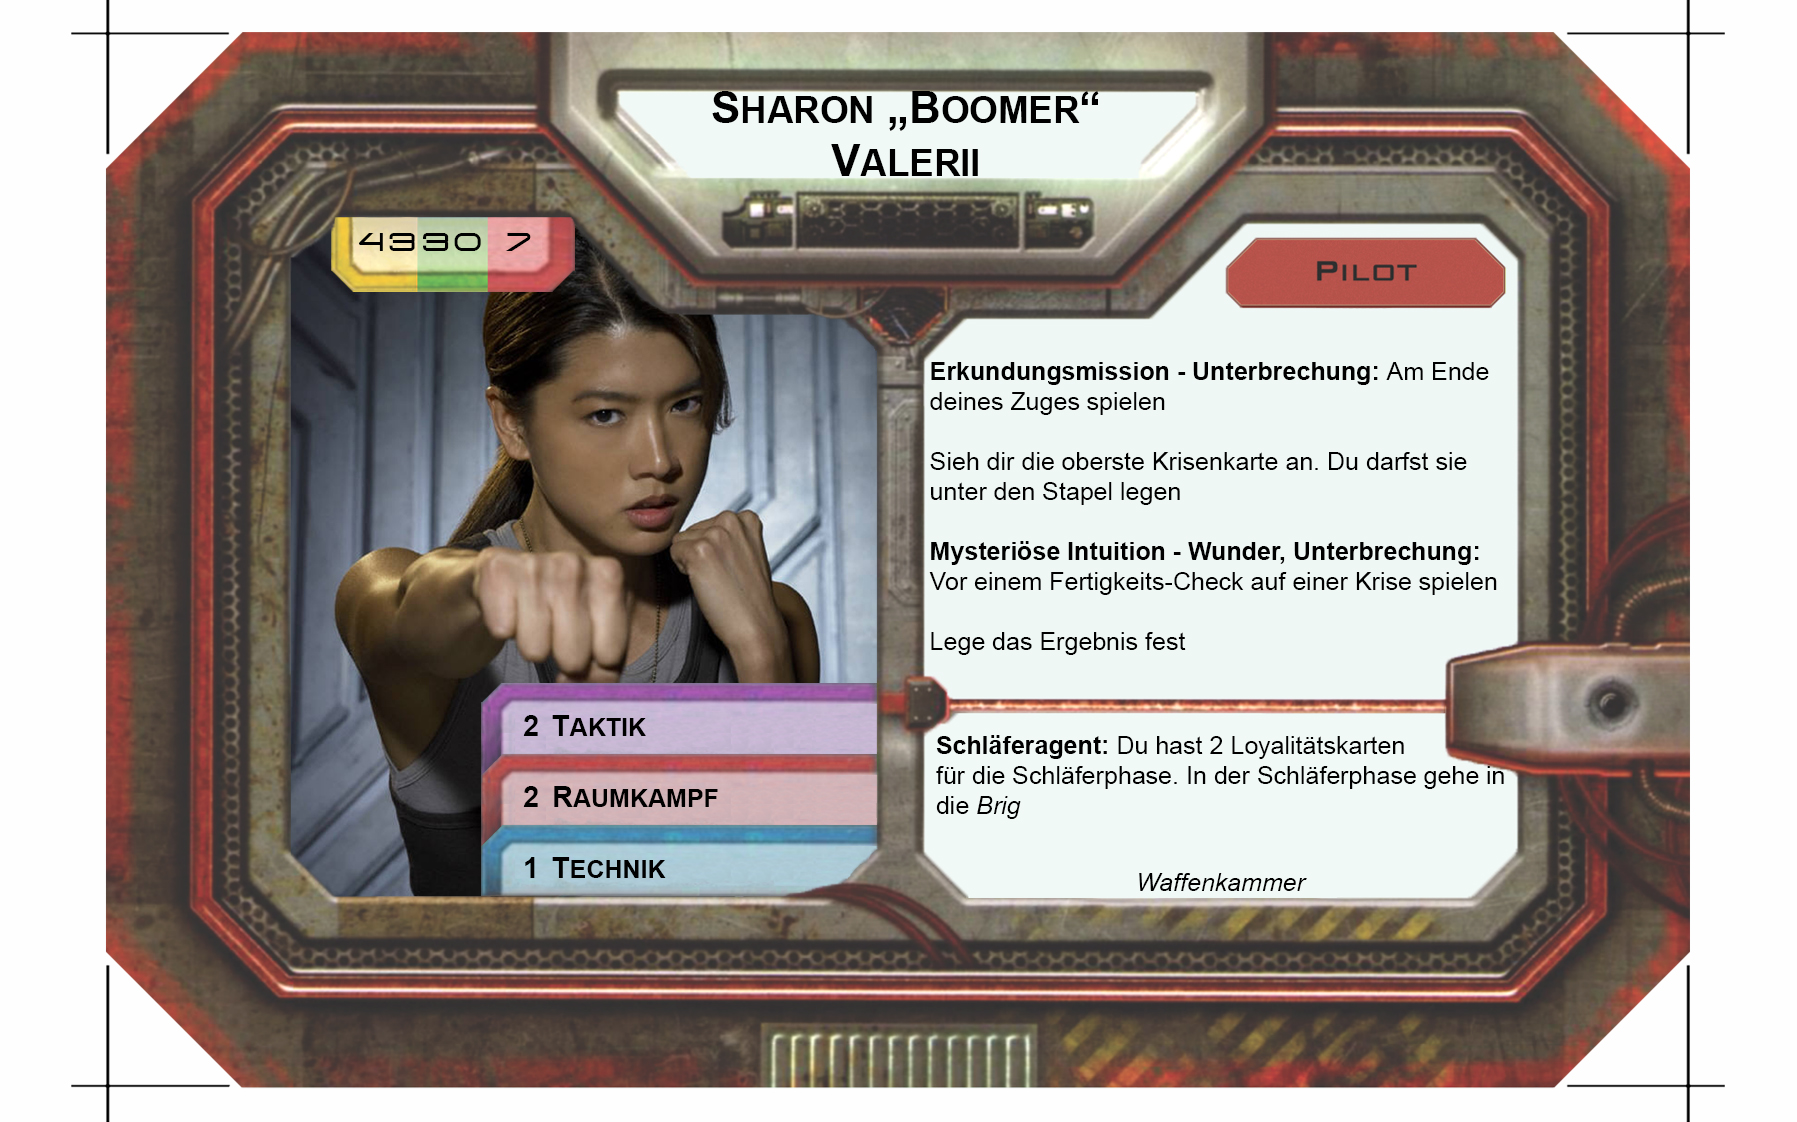 SHARON „BOOMER“
VALERII
43 30 7
PILOT
Erkundungsmission - Unterbrechung: Am Ende
deines Zuges spielen
Sieh dir die oberste Krisenkarte an. Du darfst sie
unter den Stapel legen
Mysteriöse Intuition - Wunder, Unterbrechung:
Vor einem Fertigkeits-Check auf einer Krise spielen
Lege das Ergebnis fest
2 TAKTIK
2 RAUMKAMPF
1 TECHNIK
Schläferagent: Du hast 2 Loyalitätskarten
für die Schläferphase. In der Schläferphase gehe in
die Brig
Waffenkammer